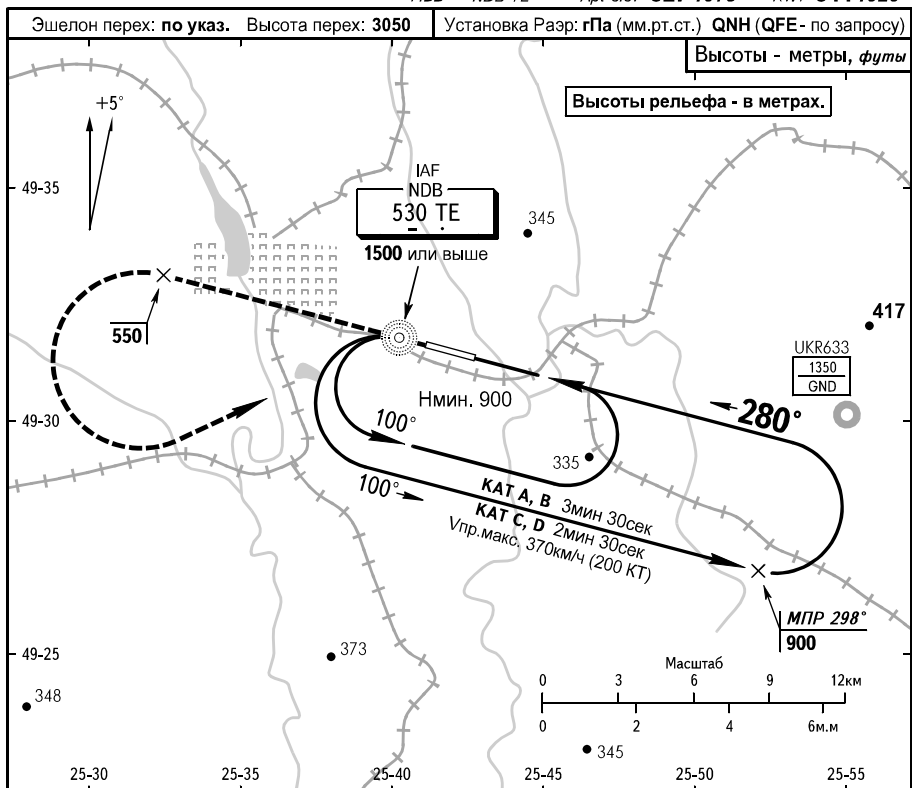 Эшелон перех: по указ. Высота перех: 3050
Установка Раэр: гПа (мм.рт.ст.) QNH (QFE - по запросу)
Высоты - метры, футы
Высоты рельефа - в метрах.
+5°
IAF
NDB
530 TE
1500 или выше
49-35
345
417
550
UKR633
1350
GND
Нмин. 900
280°
49-30
100°
335
100°
КАТ A, B 3мин 30сек
КАТ C, D 2мин 30сек
Vпр.макс. 370км/ч (200 КТ)
МПР 298°
900
49-25
373
348
Масштаб
0 3 6 9 12км
0 2 4 6м.м
345
25-30 25-35 25-40 25-45 25-50 25-55